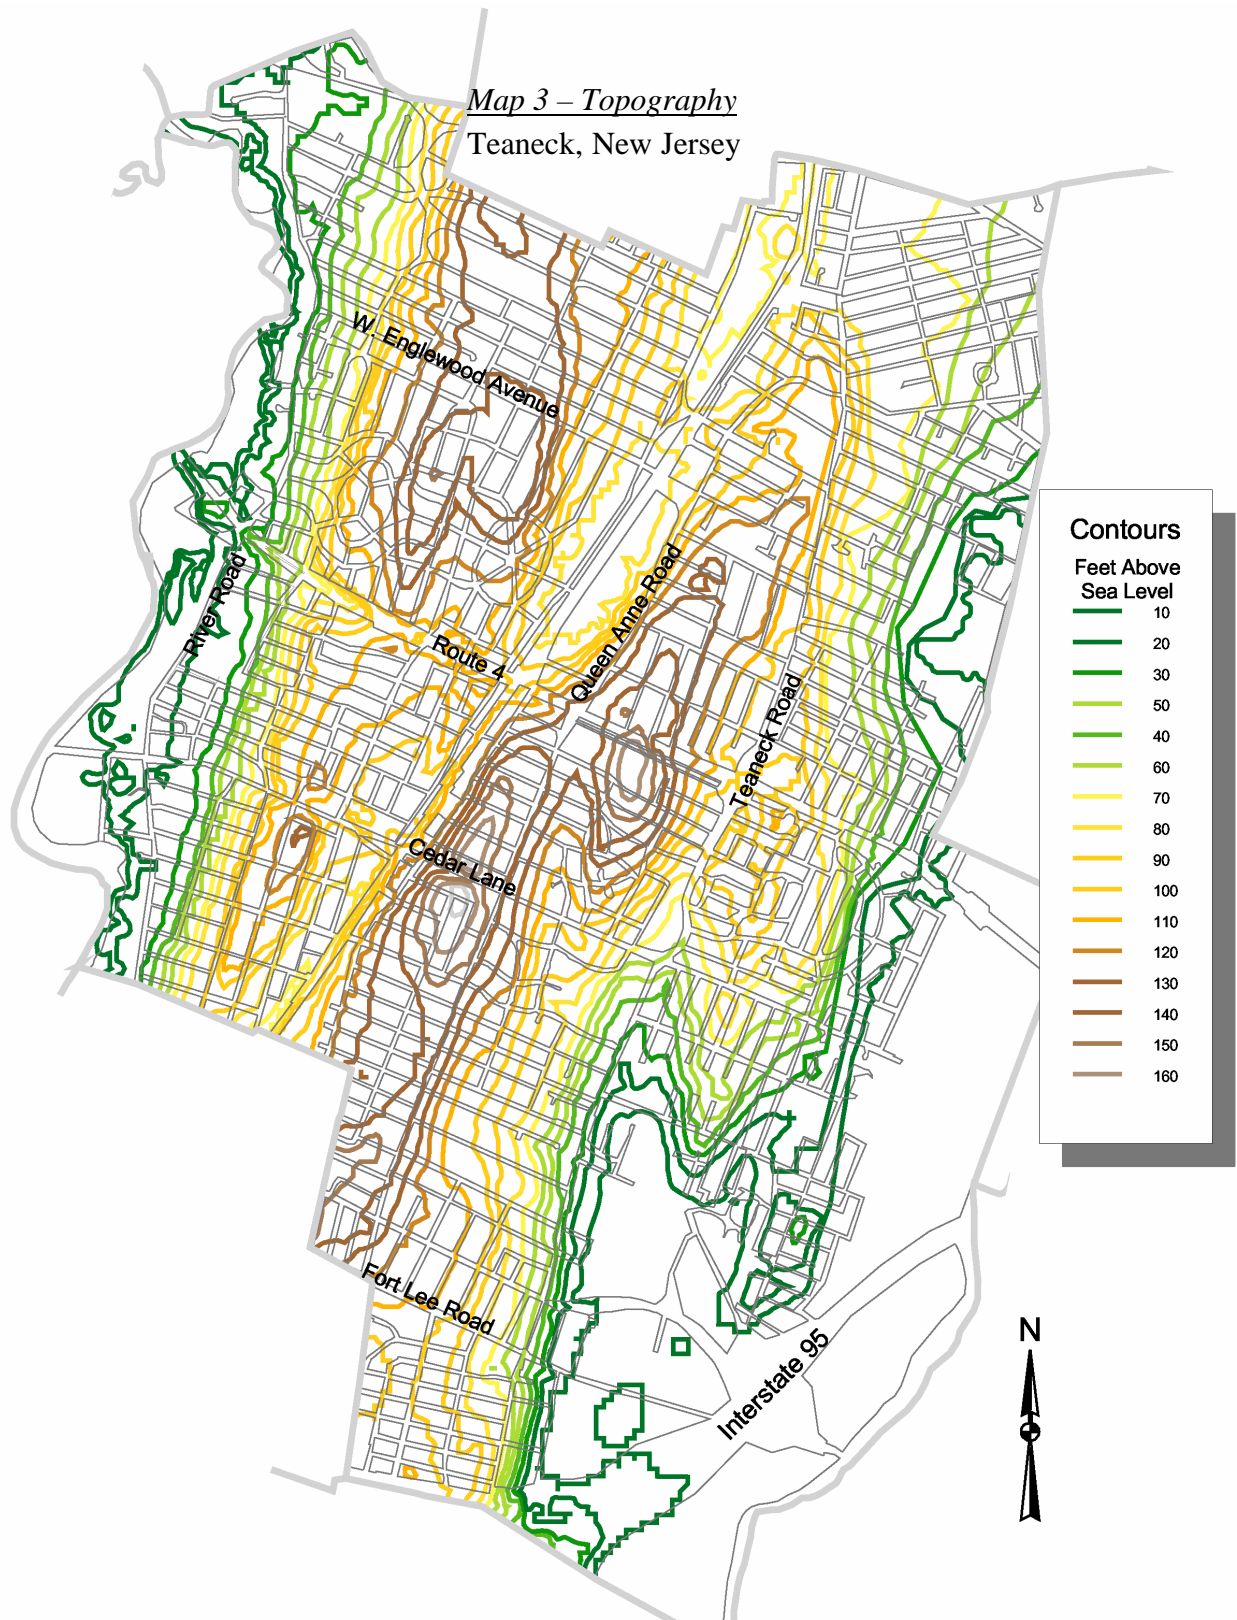 Map 3 – Topography
Teaneck, New Jersey
W. Englewood Avenue
River Road
Route 4
Queen Anne Road
Teaneck Road
Cedar Lane
Fort Lee Road
Interstate 95
Contours
Feet Above
Sea Level
10
20
30
50
40
60
70
80
90
100
110
120
130
140
150
160
N